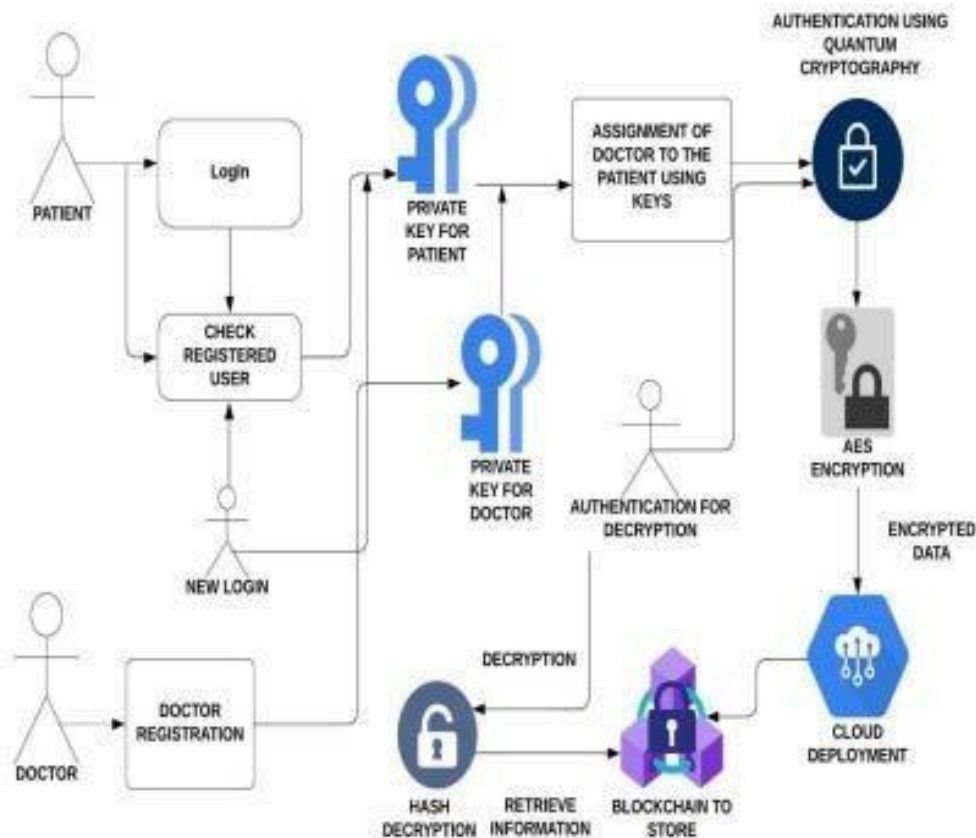 AUTHENTICATION USING
QUANTUM
CRYPTOGRAPHY
PATIENT
Login
PRIVATE
KEY FOR
PATIENT
ASSIGNMENT OF
DOCTOR TO THE
PATIENT USING
KEYS
CHECK
REGISTERED
USER
PRIVATE
KEY FOR
DOCTOR
AES
ENCRYPTION
AUTHENTICATION FOR
DECRYPTION
ENCRYPTED
DATA
NEW LOGIN
DOCTOR
DOCTOR
REGISTRATION
DECRYPTION
HASH
DECRYPTION
RETRIEVE
INFORMATION
BLOCKCHAIN TO
STORE
CLOUD
DEPLOYMENT